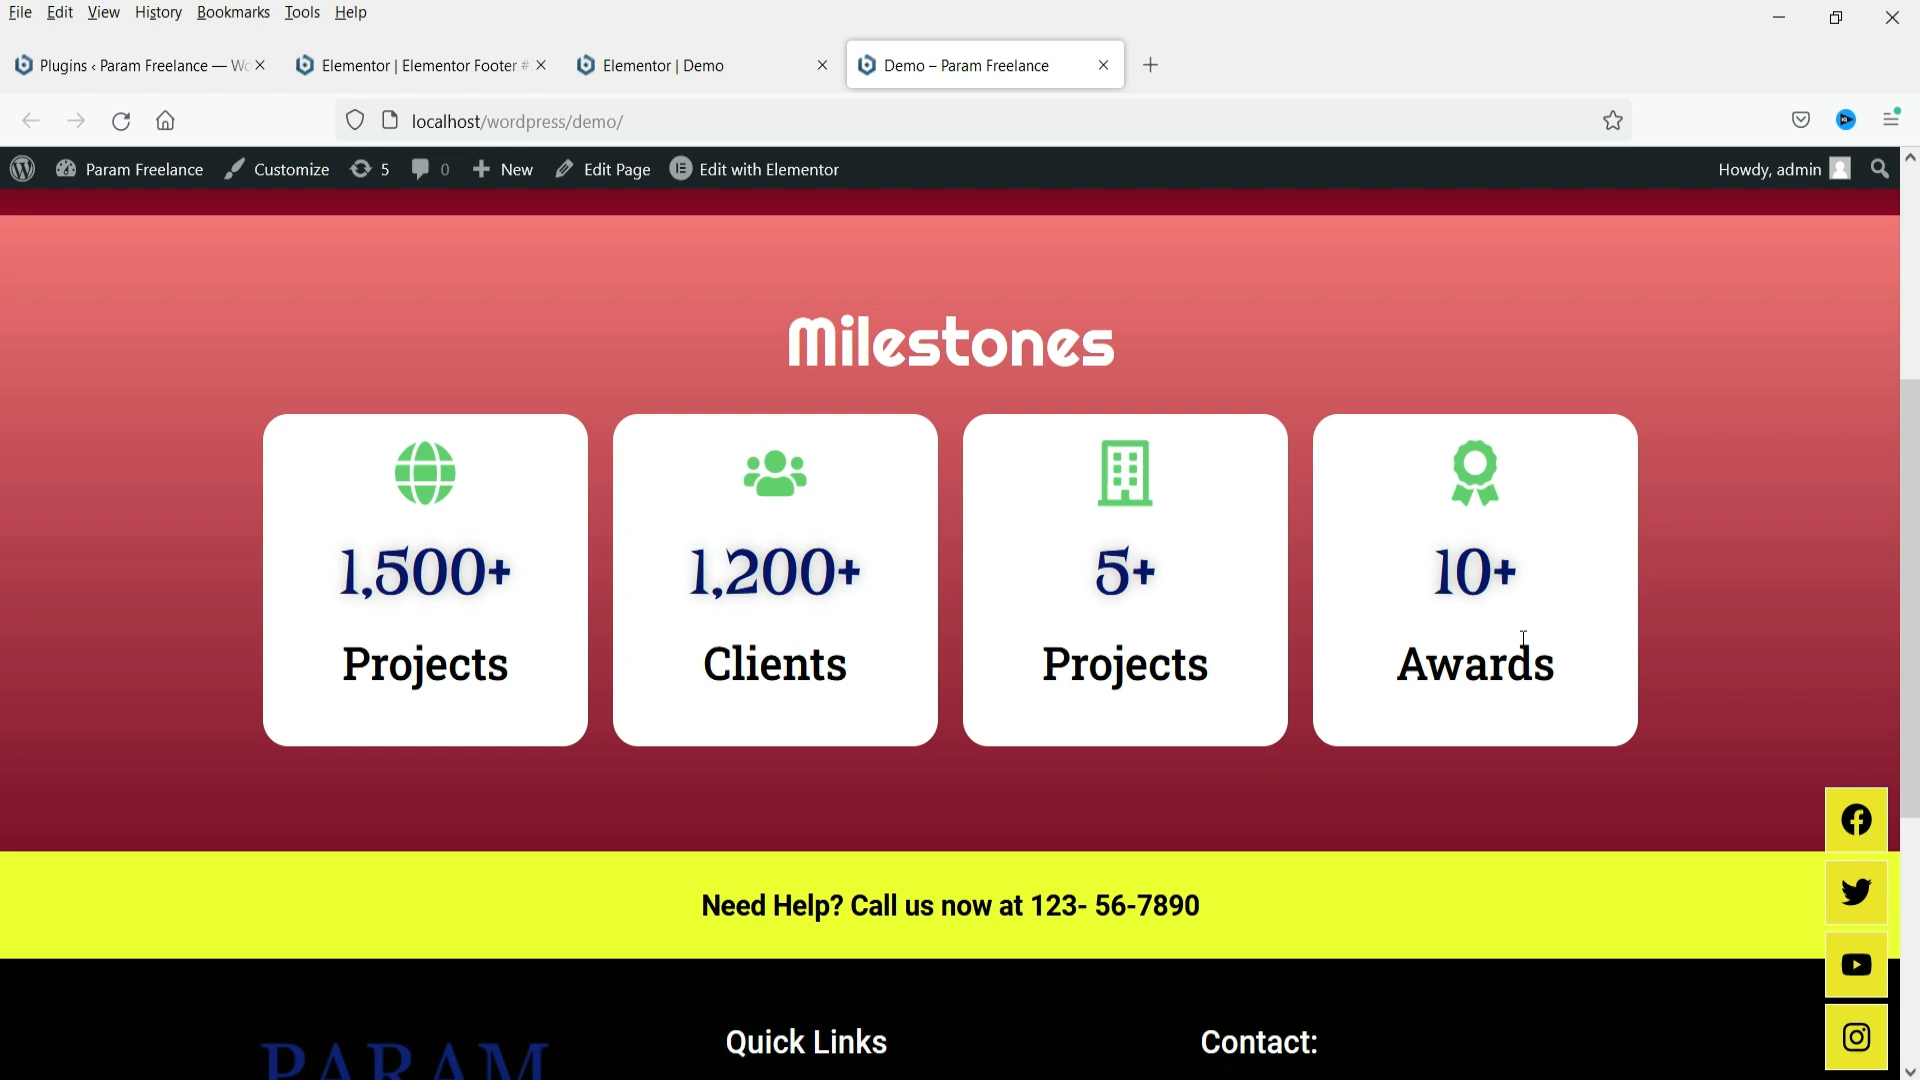 File Edit View History Bookmarks Tools Help
Plugins ‹ Param Freelance — Wo
Elementor | Elementor Footer #
Elementor | Demo
Demo – Param Freelance
localhost/wordpress/demo/
Param Freelance Customize 5 0 New Edit Page Edit with Elementor Howdy, admin
Milestones
1,500+ 1,200+ 5+ 10+
Projects Clients Projects Awards
Need Help? Call us now at 123- 56-7890
PARAM Quick Links Contact: